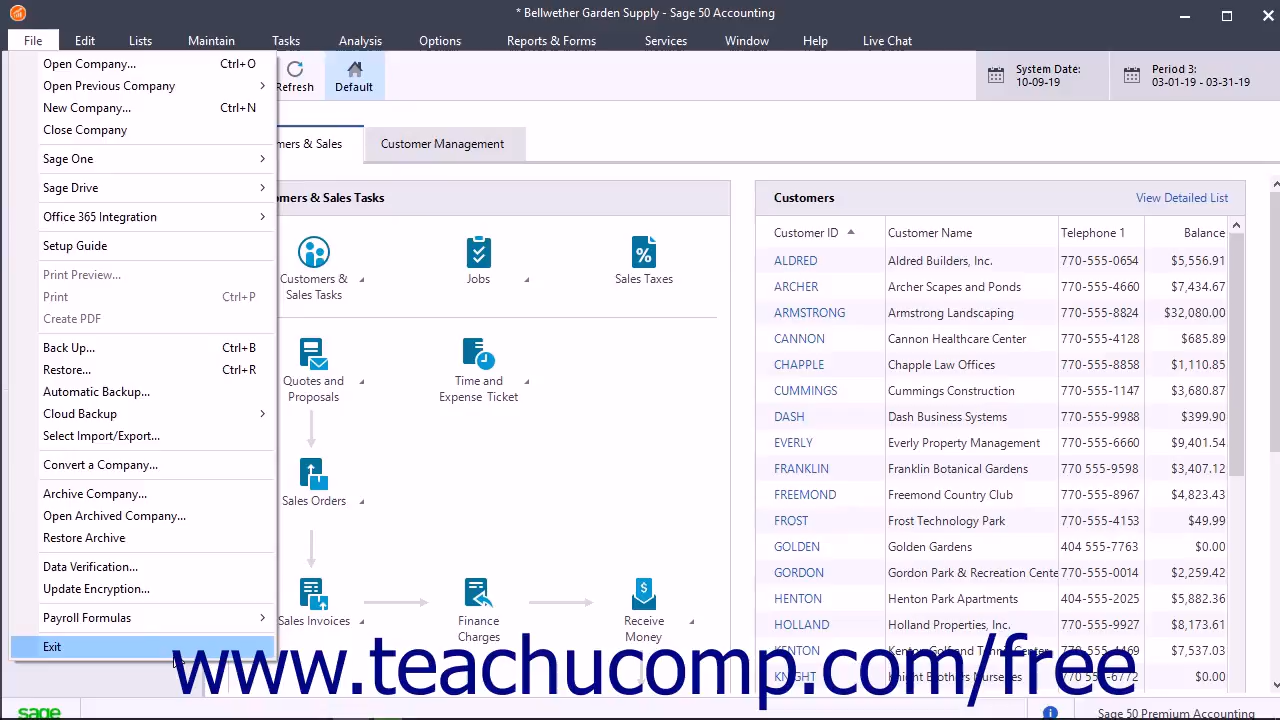 * Bellwether Garden Supply - Sage 50 Accounting
File Edit Lists Maintain Tasks Analysis Options Reports & Forms Services Window Help Live Chat
Open Company... Ctrl+O
Open Previous Company
New Company... Ctrl+N
Close Company
Sage One
Sage Drive
Office 365 Integration
Setup Guide
Print Preview...
Print Ctrl+P
Create PDF
Back Up... Ctrl+B
Restore... Ctrl+R
Automatic Backup...
Cloud Backup
Select Import/Export...
Convert a Company...
Archive Company...
Open Archived Company...
Restore Archive
Data Verification...
Update Encryption...
Payroll Formulas
Exit
Refresh
Default
System Date:
10-09-19
Period 3:
03-01-19 - 03-31-19
mers & Sales
Customer Management
omers & Sales Tasks
Customers &
Sales Tasks
Jobs
Sales Taxes
Quotes and
Proposals
Time and
Expense Ticket
Sales Orders
Sales Invoices
Finance
Charges
Receive
Money
Customers View Detailed List
Customer ID Customer Name Telephone 1 Balance
ALDRED Aldred Builders, Inc. 770-555-0654 $5,556.91
ARCHER Archer Scapes and Ponds 770-555-4660 $7,434.67
ARMSTRONG Armstrong Landscaping 770-555-8824 $32,080.00
CANNON Cannon Healthcare Center 770-555-4128 $685.89
CHAPPLE Chapple Law Offices 770-555-8858 $1,110.85
CUMMINGS Cummings Construction 770-555-1147 $3,680.87
DASH Dash Business Systems 770-555-9988 $399.90
EVERLY Everly Property Management 770-555-6660 $9,401.54
FRANKLIN Franklin Botanical Gardens 770 555-9598 $3,407.12
FREEMOND Freemond Country Club 770-555-8967 $4,823.43
FROST Frost Technology Park 770-555-4153 $49.99
GOLDEN Golden Gardens 404 555-7763 $0.00
GORDON Gordon Park & Recreation Cente 770-555-0014 $2,259.42
HENTON Henton Park Apartments 404-555-2025 $5,882.36
HOLLAND Holland Properties, Inc. 770-555-9627 $8,173.61
KENTON Kenton Golf and Tennis Center $7,537.03
KNIGHT Knight Brothers Nurseries 770-555-6772 $0.00
www.teachucomp.com/free
sage
Sage 50 Premium Accounting